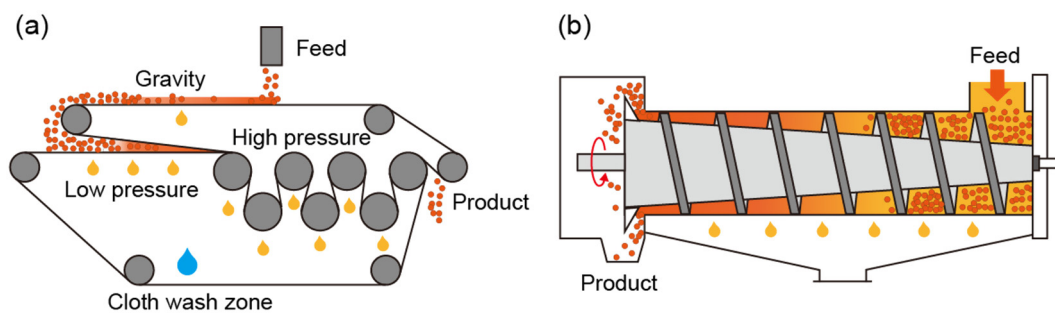 (a)
Feed
Gravity
High pressure
Low pressure
Product
Cloth wash zone
(b)
Feed
Product